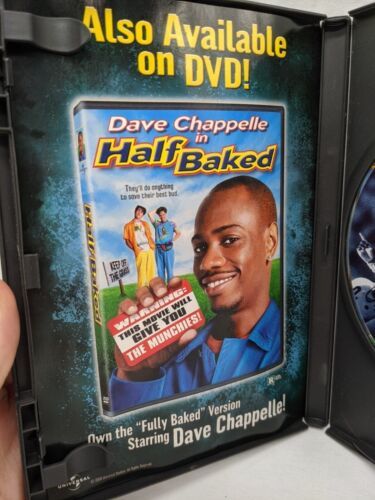 Also Available
on DVD!
Dave Chappelle
in
Half Baked
They'll do anything
to save their best bud.
KEEP OFF
THE GRASS
Half Baked
WARNING:
THIS MOVIE WILL
GIVE YOU
THE MUNCHIES!
Own the "Fully Baked" Version
Starring Dave Chappelle!
UNIVERSAL